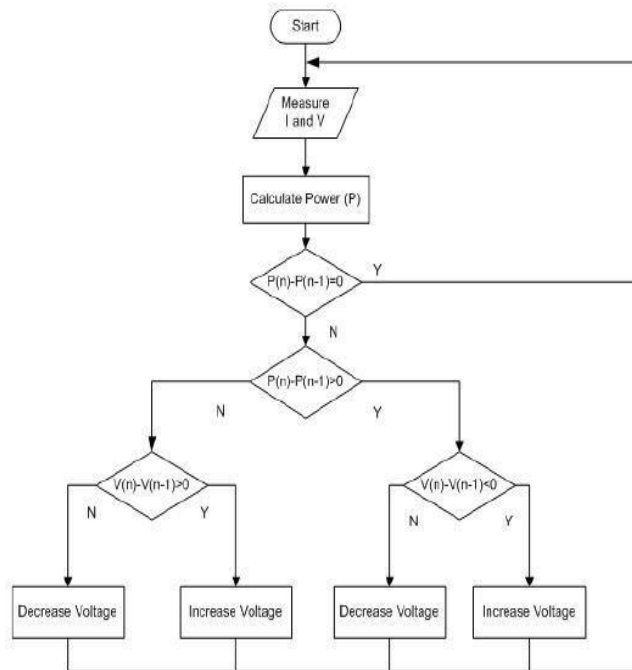 Start
Measure
I and V
Calculate Power (P)
P(n)-P(n-1)=0
Y
N
P(n)-P(n-1)>0
N
Y
V(n)-V(n-1)>0
V(n)-V(n-1)<0
N
Y
N
Y
Decrease Voltage
Increase Voltage
Decrease Voltage
Increase Voltage